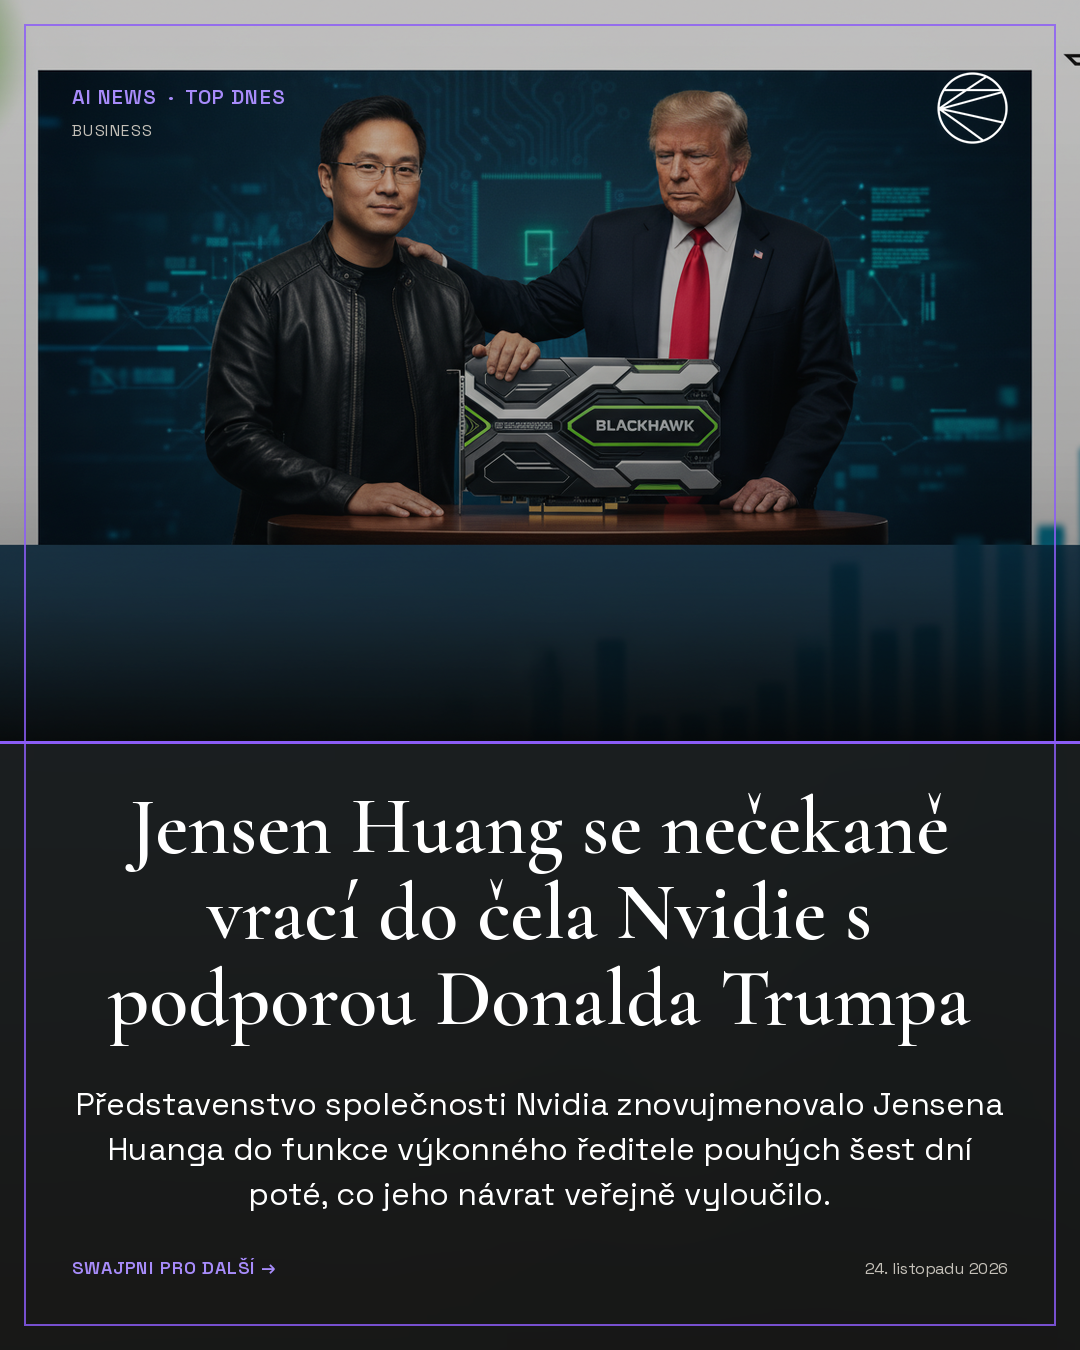 AI NEWS · TOP DNES
BUSINESS
BLACKHAWK
Jensen Huang se nečekaně
vrací do čela Nvidie s
podporou Donalda Trumpa
Představenstvo společnosti Nvidia znovujmenovalo Jensena
Huanga do funkce výkonného ředitele pouhých šest dní
poté, co jeho návrat veřejně vyloučilo.
SWAJPNI PRO DALŠÍ →
24. listopadu 2026